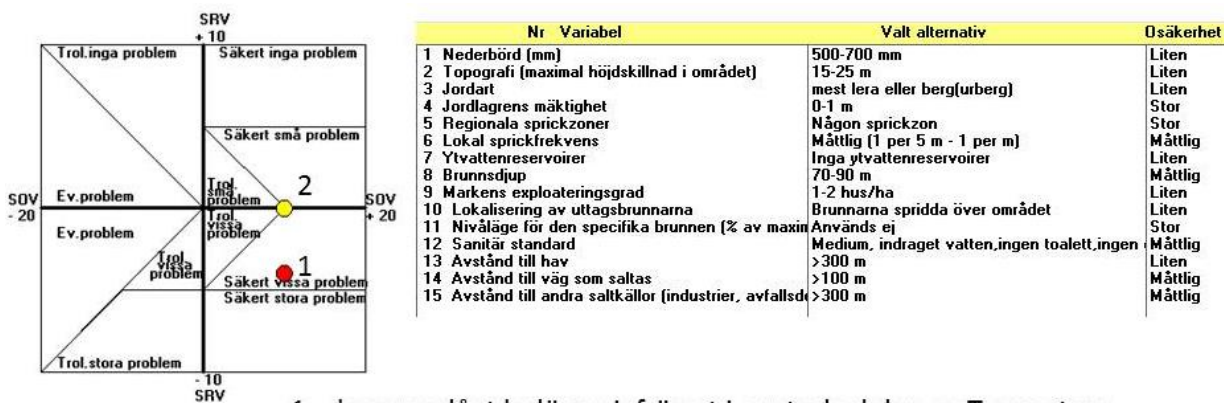 SRV
+ 10
Trol.inga problem
Säkert inga problem
Säkert små problem
Trol.
små
problem
2
SOV
- 20
Ev.problem
SOV
+ 20
Ev.problem
Trol.
vissa
problem
Trol.
vissa
problem
1
Säkert vissa problem
Säkert stora problem
Trol.stora problem
- 10
SRV
Nr Variabel Valt alternativ Osäkerhet
1 Nederbörd (mm) 500-700 mm Liten
2 Topografi (maximal höjdskillnad i området) 15-25 m Liten
3 Jordart mest lera eller berg(urberg) Liten
4 Jordlagrens mäktighet 0-1 m Stor
5 Regionala sprickzoner Någon sprickzon Stor
6 Lokal sprickfrekvens Måttlig (1 per 5 m - 1 per m) Måttlig
7 Ytvattenreservoirer Inga ytvattenreservoirer Liten
8 Brunnsdjup 70-90 m Måttlig
9 Markens exploateringsgrad 1-2 hus/ha Liten
10 Lokalisering av uttagsbrunnarna Brunnarna spridda över området Liten
11 Nivåläge för den specifika brunnen (% av maxin Används ej Stor
12 Sanitär standard Medium, indraget vatten,ingen toalett,ingen Måttlig
13 Avstånd till hav >300 m Liten
14 Avstånd till väg som saltas >100 m Måttlig
15 Avstånd till andra saltkällor (industrier, avfallsde >300 m Måttlig